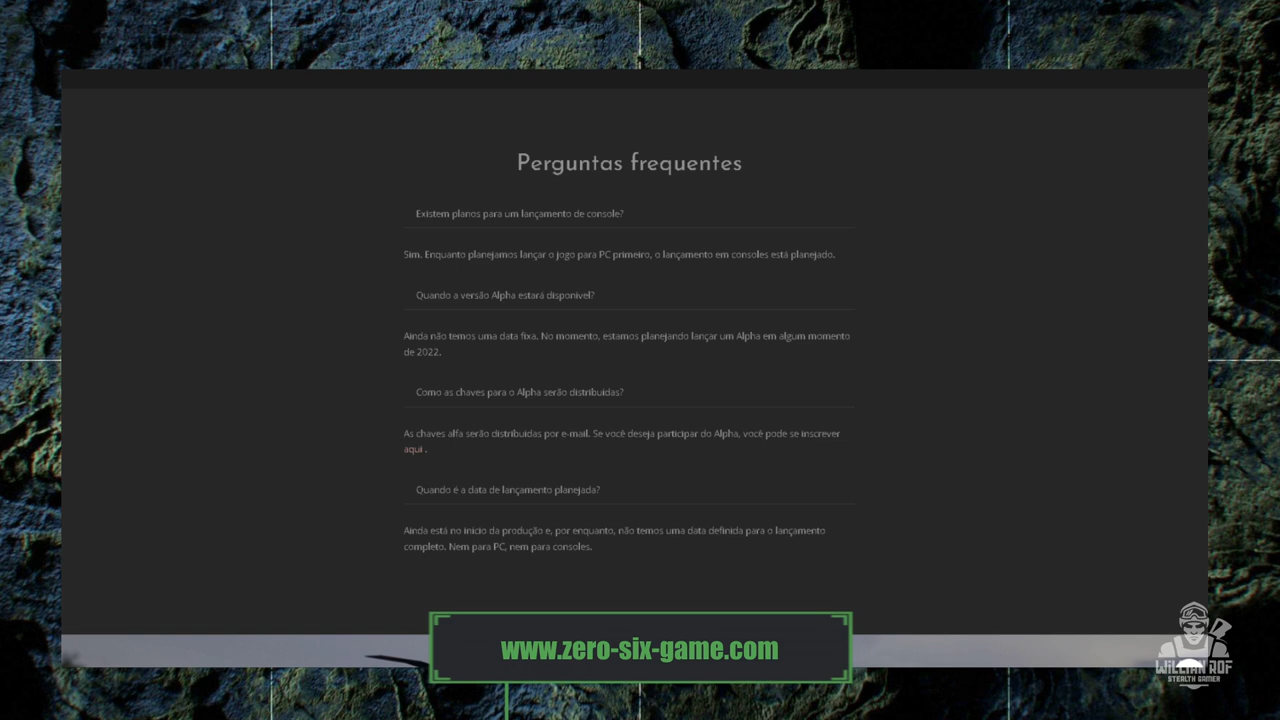 Perguntas frequentes
Existem planos para um lançamento de console?
Sim. Enquanto planejamos lançar o jogo para PC primeiro, o lançamento em consoles está planejado.
Quando a versão Alpha estará disponível?
Ainda não temos uma data fixa. No momento, estamos planejando lançar um Alpha em algum momento
de 2022.
Como as chaves para o Alpha serão distribuídas?
As chaves alfa serão distribuídas por e-mail. Se você deseja participar do Alpha, você pode se inscrever
aqui .
Quando é a data de lançamento planejada?
Ainda está no início da produção e, por enquanto, não temos uma data definida para o lançamento
completo. Nem para PC, nem para consoles.
www.zero-six-game.com
WILLIAN ROF
STEALTH GAMER